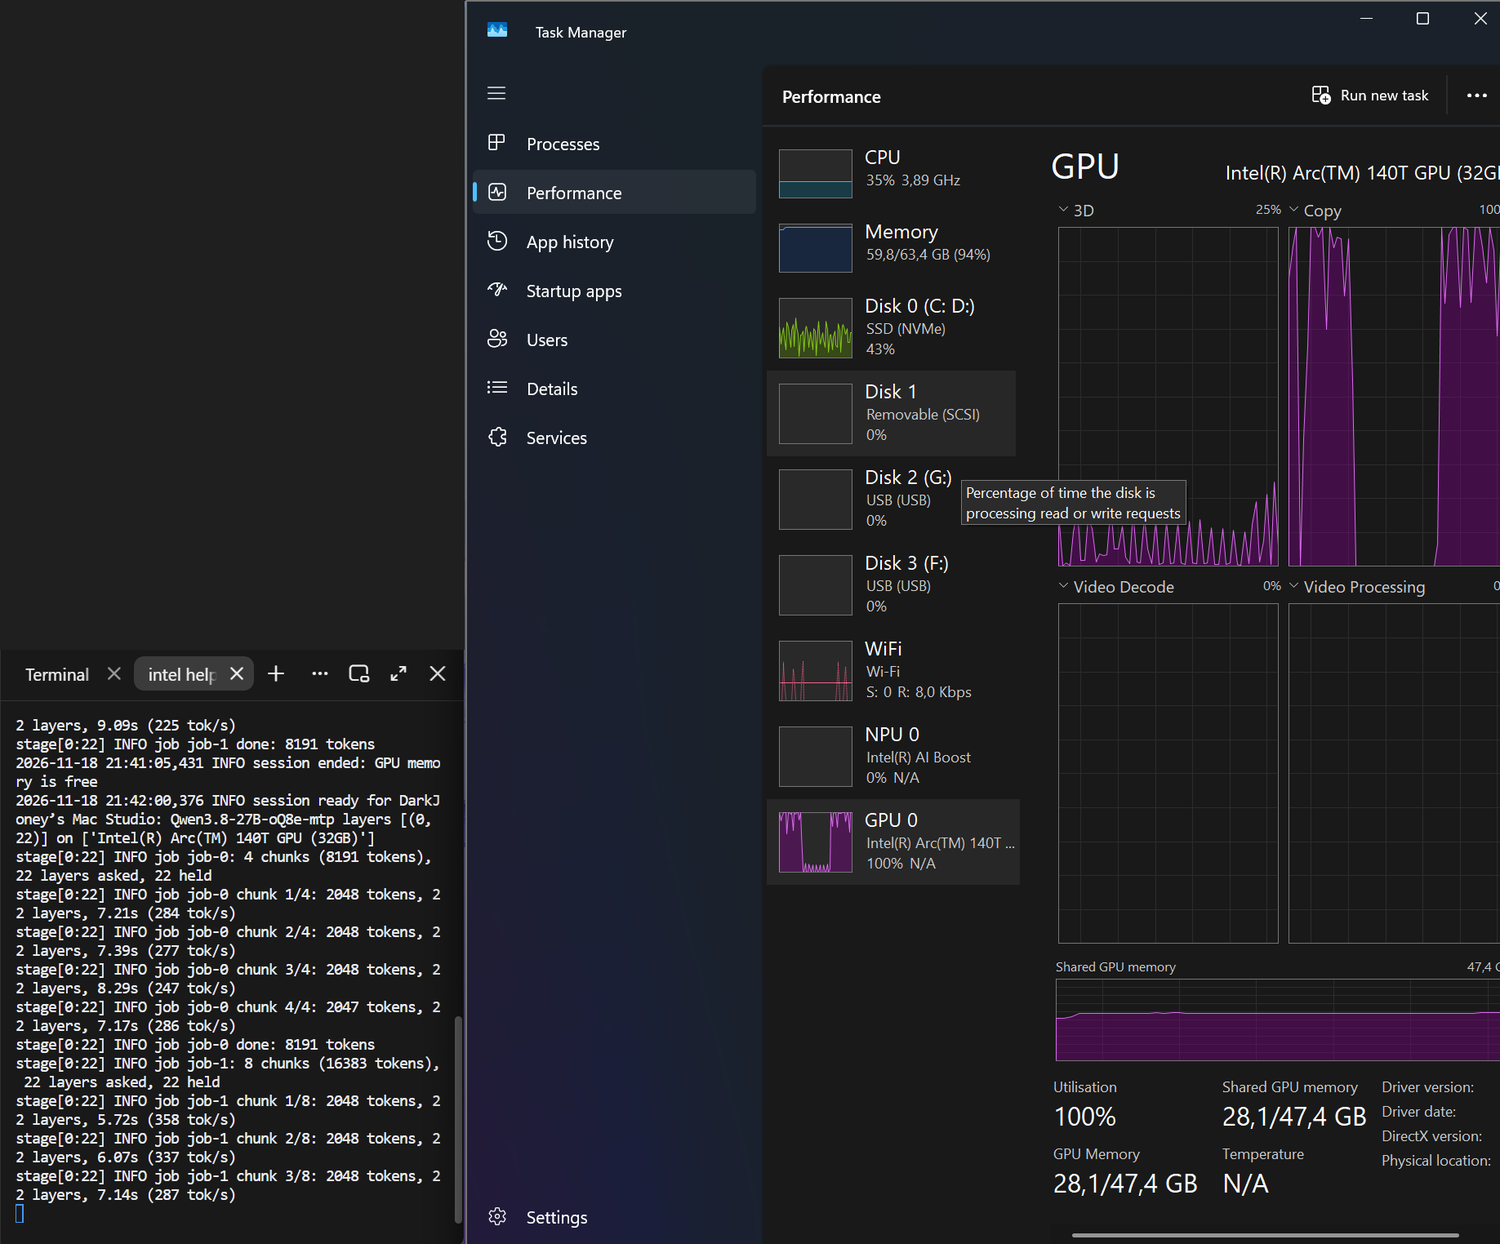 Task Manager
Performance
Run new task
Processes
Performance
App history
Startup apps
Users
Details
Services
Settings
CPU
35% 3,89 GHz
Memory
59,8/63,4 GB (94%)
Disk 0 (C: D:)
SSD (NVMe)
43%
Disk 1
Removable (SCSI)
0%
Disk 2 (G:)
USB (USB)
0%
Disk 3 (F:)
USB (USB)
0%
WiFi
Wi-Fi
S: 0 R: 8,0 Kbps
NPU 0
Intel(R) AI Boost
0% N/A
GPU 0
Intel(R) Arc(TM) 140T ...
100% N/A
Percentage of time the disk is
processing read or write requests
GPU
Intel(R) Arc(TM) 140T GPU (32G
3D 25%
Copy 100
Video Decode 0%
Video Processing 0
Shared GPU memory 47,4
Utilisation
100%
Shared GPU memory
28,1/47,4 GB
GPU Memory
28,1/47,4 GB
Temperature
N/A
Driver version:
Driver date:
DirectX version:
Physical location:
Terminal
intel help
2 layers, 9.09s (225 tok/s)
stage[0:22] INFO job job-1 done: 8191 tokens
2026-11-18 21:41:05,431 INFO session ended: GPU memo
ry is free
2026-11-18 21:42:00,376 INFO session ready for DarkJ
oney’s Mac Studio: Qwen3.8-27B-oQ8e-mtp layers [(0,
22)] on ['Intel(R) Arc(TM) 140T GPU (32GB)']
stage[0:22] INFO job job-0: 4 chunks (8191 tokens),
22 layers asked, 22 held
stage[0:22] INFO job job-0 chunk 1/4: 2048 tokens, 2
2 layers, 7.21s (284 tok/s)
stage[0:22] INFO job job-0 chunk 2/4: 2048 tokens, 2
2 layers, 7.39s (277 tok/s)
stage[0:22] INFO job job-0 chunk 3/4: 2048 tokens, 2
2 layers, 8.29s (247 tok/s)
stage[0:22] INFO job job-0 chunk 4/4: 2047 tokens, 2
2 layers, 7.17s (286 tok/s)
stage[0:22] INFO job job-0 done: 8191 tokens
stage[0:22] INFO job job-1: 8 chunks (16383 tokens),
22 layers asked, 22 held
stage[0:22] INFO job job-1 chunk 1/8: 2048 tokens, 2
2 layers, 5.72s (358 tok/s)
stage[0:22] INFO job job-1 chunk 2/8: 2048 tokens, 2
2 layers, 6.07s (337 tok/s)
stage[0:22] INFO job job-1 chunk 3/8: 2048 tokens, 2
2 layers, 7.14s (287 tok/s)